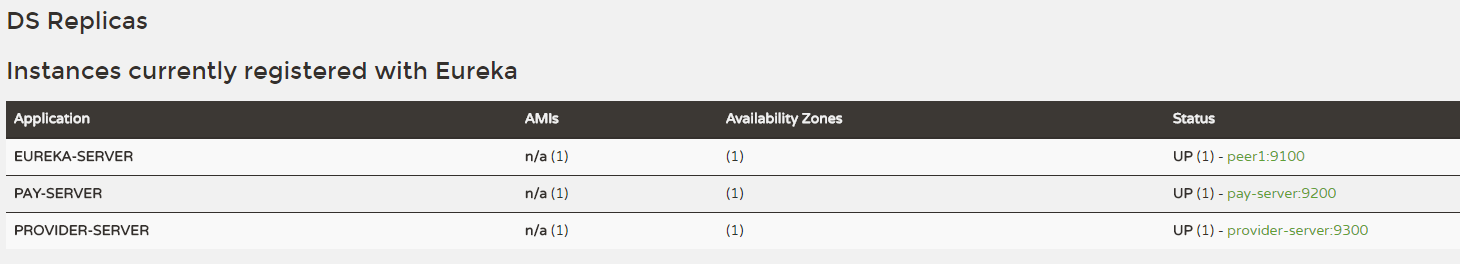 DS Replicas
Instances currently registered with Eureka
Application AMIs Availability Zones Status
EUREKA-SERVER n/a (1) (1) UP (1) - peer1:9100
PAY-SERVER n/a (1) (1) UP (1) - pay-server:9200
PROVIDER-SERVER n/a (1) (1) UP (1) - provider-server:9300